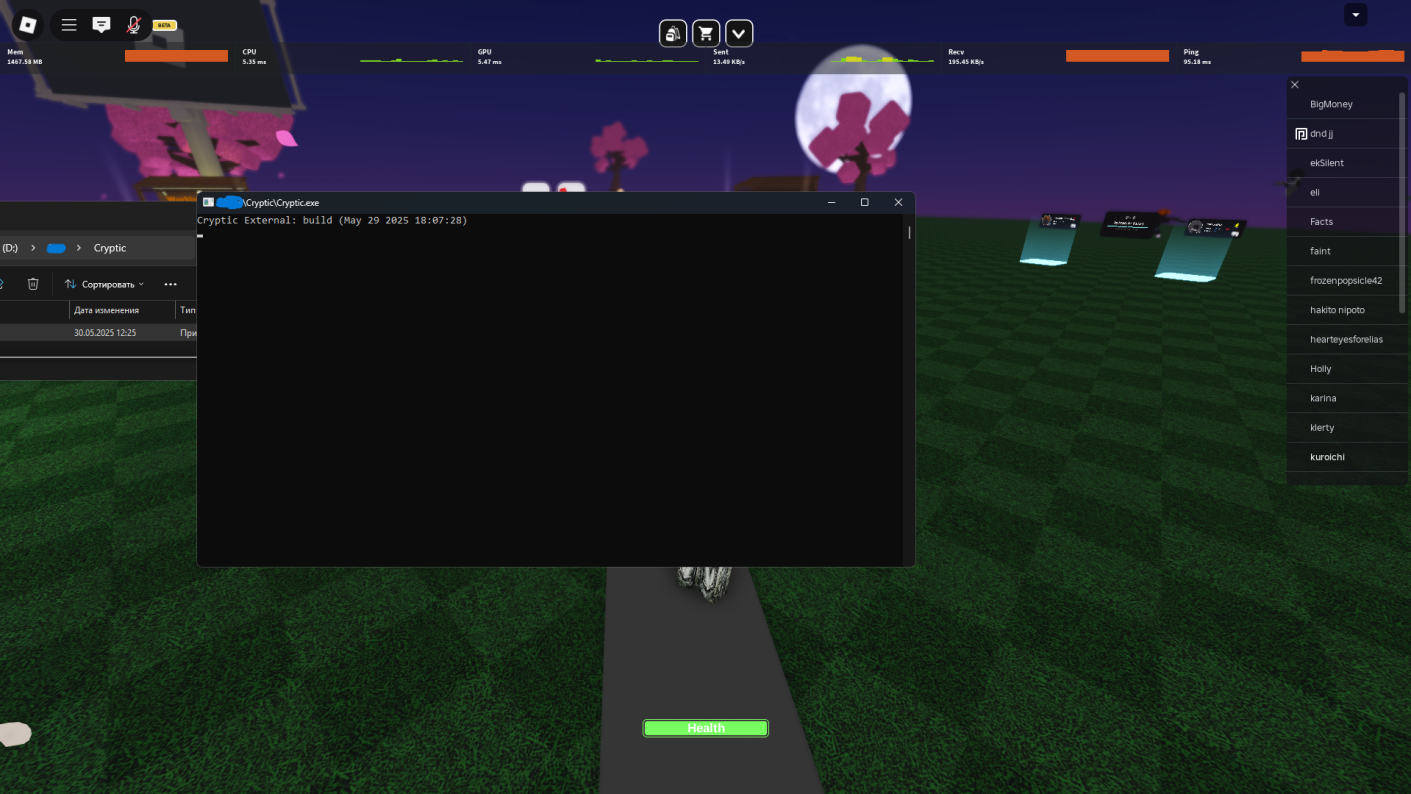 BETA
Mem
1467.58 MB
CPU
5.35 ms
GPU
5.47 ms
Sent
13.49 KB/s
Recv
195.45 KB/s
Ping
95.18 ms
BigMoney
dnd jj
ekSilent
eli
Facts
faint
frozenpopsicle42
hakito nipoto
hearteyesforelias
Holly
karina
klerty
kuroichi
\Cryptic\Cryptic.exe
Cryptic External: build (May 29 2025 18:07:28)
(D:) > > Cryptic
Сортировать
Дата изменения Тип
30.05.2025 12:25 При
Health